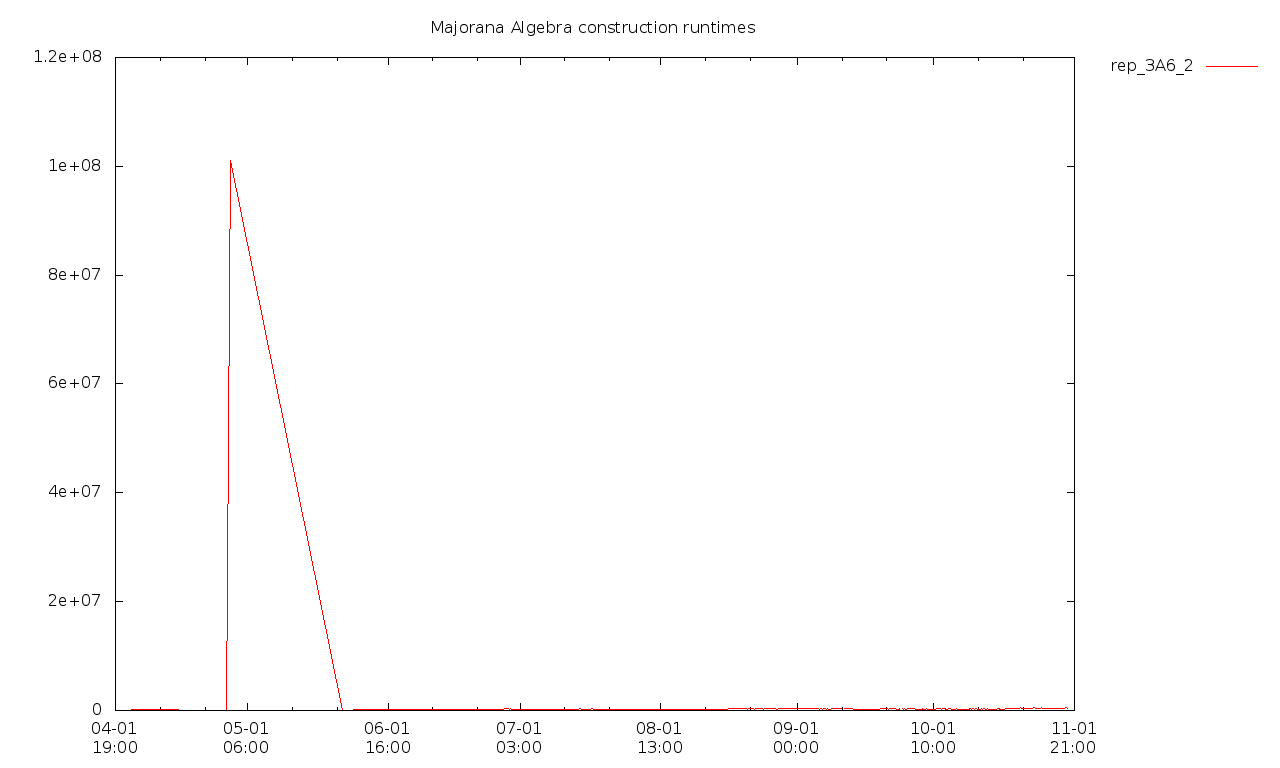 Majorana Algebra construction runtimes
rep_3A6_2
1.2e+08
1e+08
8e+07
6e+07
4e+07
2e+07
0
04-01 05-01 06-01 07-01 08-01 09-01 10-01 11-01
19:00 06:00 16:00 03:00 13:00 00:00 10:00 21:00